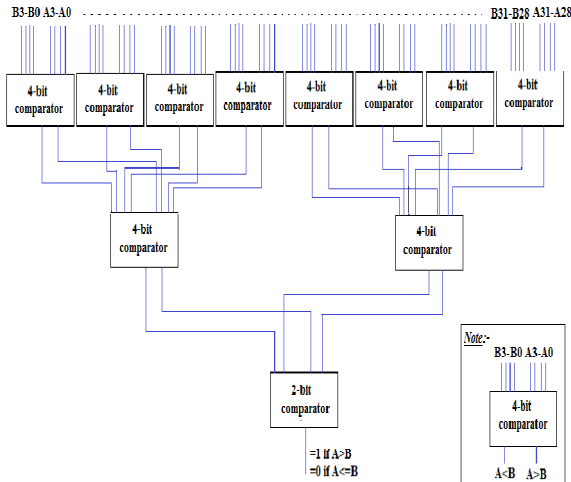 B3-B0 A3-A0
B31-B28 A31-A28
4-bit
comparator
4-bit
comparator
4-bit
comparator
4-bit
comparator
4-bit
comparator
4-bit
comparator
4-bit
comparator
4-bit
comparator
4-bit
comparator
4-bit
comparator
2-bit
comparator
=1 if A>B
=0 if A<=B
Note:-
B3-B0 A3-A0
4-bit
comparator
A<B A>B